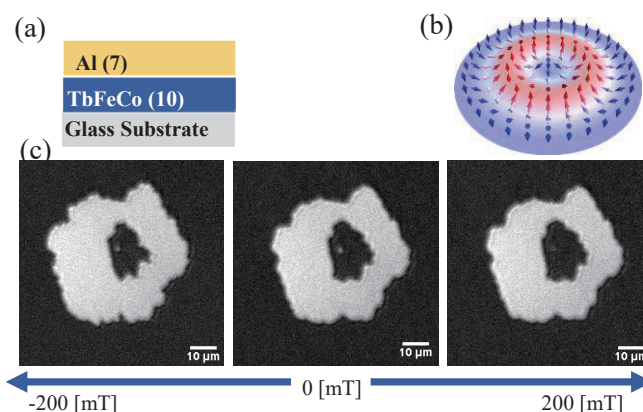 (a)
(b)
Al (7)
TbFeCo (10)
Glass Substrate
(c)
10 μm
10 μm
10 μm
-200 [mT]
0 [mT]
200 [mT]